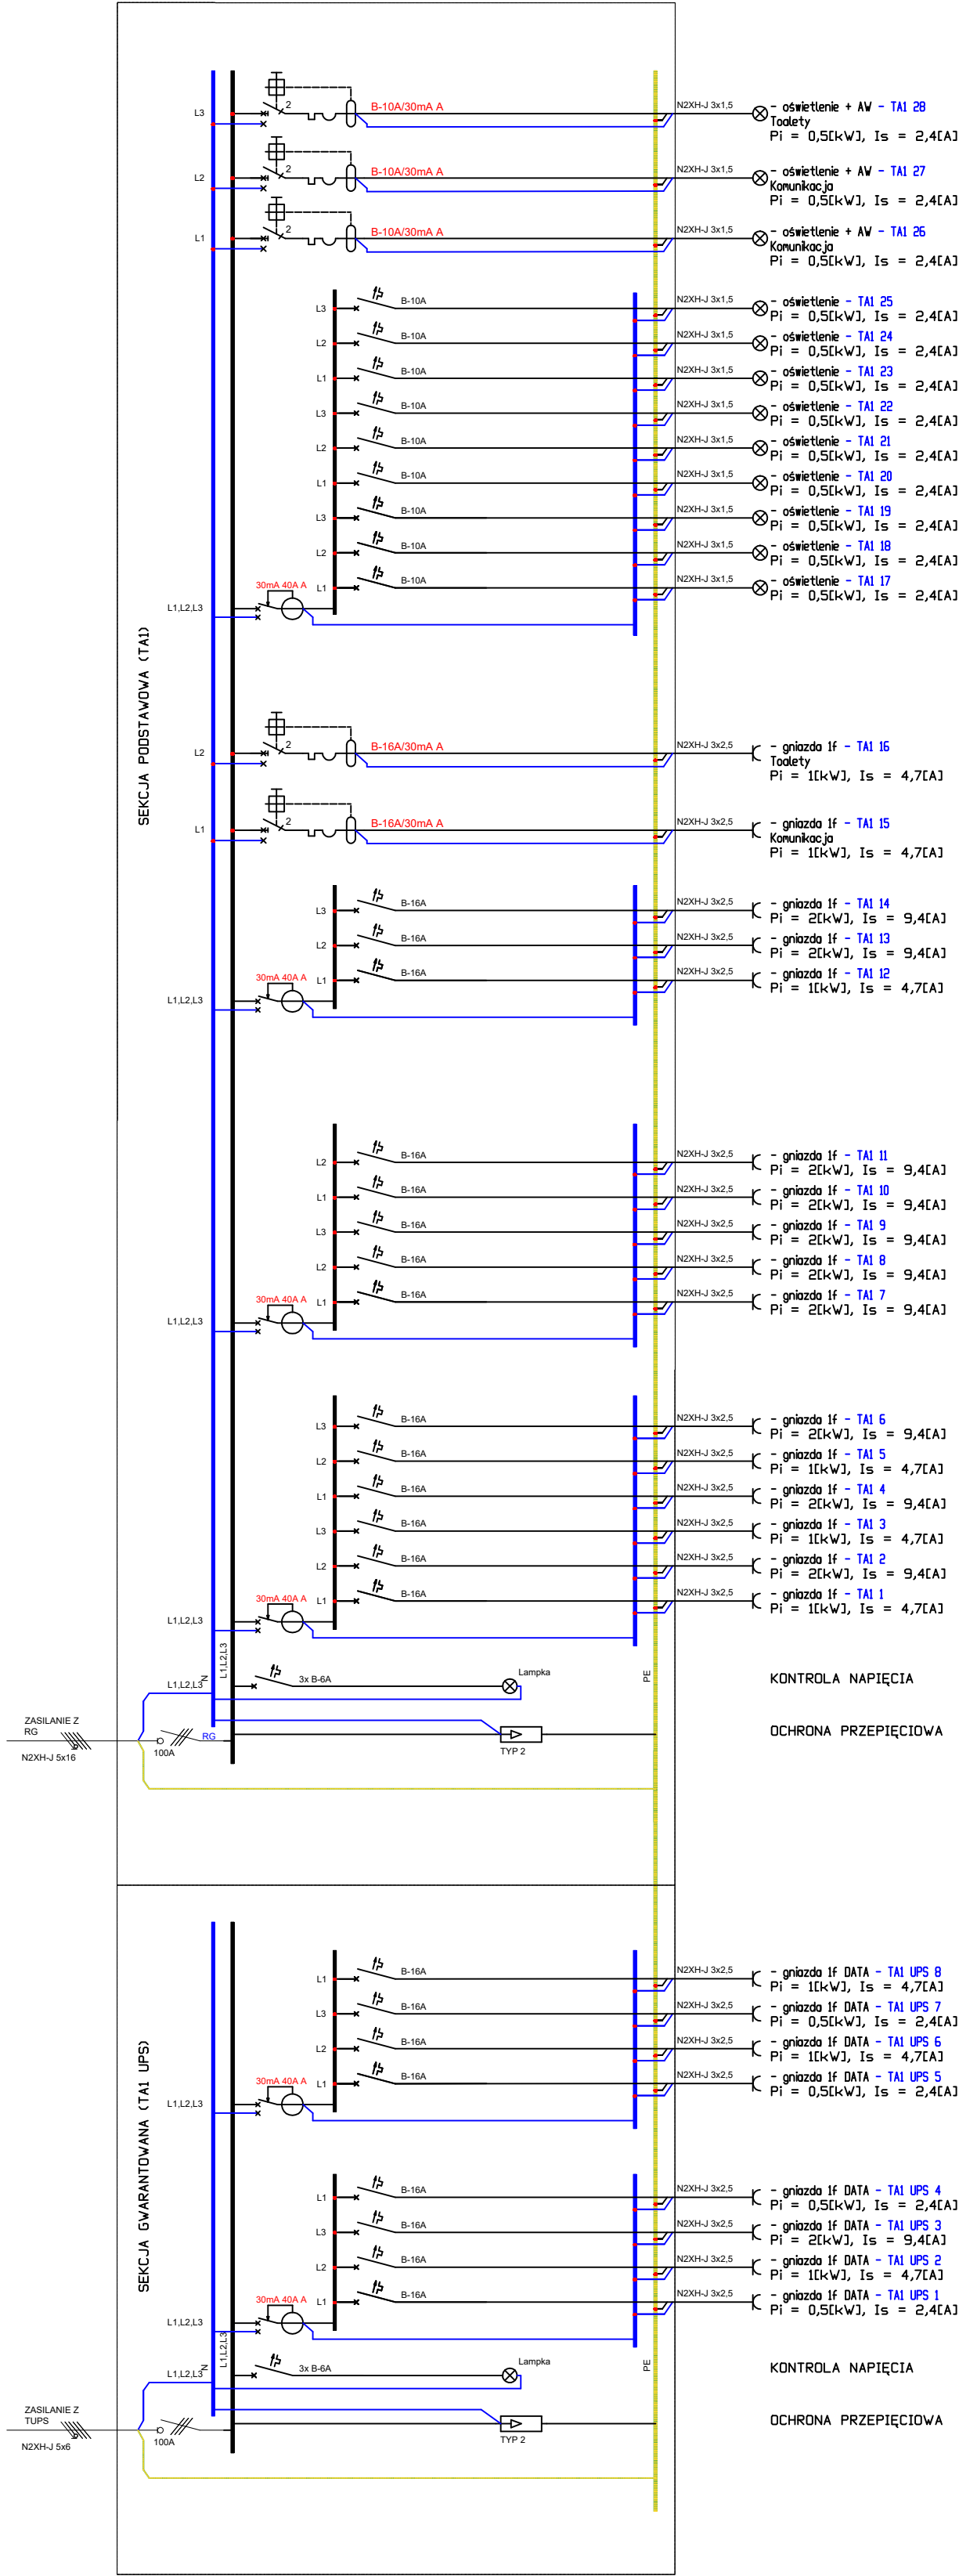 L3
2
B-10A/30mA A
N2XH-J 3x1,5
- oświetlenie + AW - TA1 28
Toalety
Pi = 0,5[kW], Is = 2,4[A]
L2
2
B-10A/30mA A
N2XH-J 3x1,5
- oświetlenie + AW - TA1 27
Komunikacja
Pi = 0,5[kW], Is = 2,4[A]
L1
2
B-10A/30mA A
N2XH-J 3x1,5
- oświetlenie + AW - TA1 26
Komunikacja
Pi = 0,5[kW], Is = 2,4[A]
L3
B-10A
N2XH-J 3x1,5
- oświetlenie - TA1 25
Pi = 0,5[kW], Is = 2,4[A]
L2
B-10A
N2XH-J 3x1,5
- oświetlenie - TA1 24
Pi = 0,5[kW], Is = 2,4[A]
L1
B-10A
N2XH-J 3x1,5
- oświetlenie - TA1 23
Pi = 0,5[kW], Is = 2,4[A]
L3
B-10A
N2XH-J 3x1,5
- oświetlenie - TA1 22
Pi = 0,5[kW], Is = 2,4[A]
L2
B-10A
N2XH-J 3x1,5
- oświetlenie - TA1 21
Pi = 0,5[kW], Is = 2,4[A]
L1
B-10A
N2XH-J 3x1,5
- oświetlenie - TA1 20
Pi = 0,5[kW], Is = 2,4[A]
L3
B-10A
N2XH-J 3x1,5
- oświetlenie - TA1 19
Pi = 0,5[kW], Is = 2,4[A]
L2
B-10A
N2XH-J 3x1,5
- oświetlenie - TA1 18
Pi = 0,5[kW], Is = 2,4[A]
L1
B-10A
N2XH-J 3x1,5
- oświetlenie - TA1 17
Pi = 0,5[kW], Is = 2,4[A]
30mA 40A A
L1,L2,L3
SEKCJA PODSTAWOWA (TA1)
L2
2
B-16A/30mA A
N2XH-J 3x2,5
- gniazda 1f - TA1 16
Toalety
Pi = 1[kW], Is = 4,7[A]
L1
2
B-16A/30mA A
N2XH-J 3x2,5
- gniazda 1f - TA1 15
Komunikacja
Pi = 1[kW], Is = 4,7[A]
L3
B-16A
N2XH-J 3x2,5
- gniazda 1f - TA1 14
Pi = 2[kW], Is = 9,4[A]
L2
B-16A
N2XH-J 3x2,5
- gniazda 1f - TA1 13
Pi = 2[kW], Is = 9,4[A]
L1
B-16A
N2XH-J 3x2,5
- gniazda 1f - TA1 12
Pi = 1[kW], Is = 4,7[A]
30mA 40A A
L1,L2,L3
L2
B-16A
N2XH-J 3x2,5
- gniazda 1f - TA1 11
Pi = 2[kW], Is = 9,4[A]
L1
B-16A
N2XH-J 3x2,5
- gniazda 1f - TA1 10
Pi = 2[kW], Is = 9,4[A]
L3
B-16A
N2XH-J 3x2,5
- gniazda 1f - TA1 9
Pi = 2[kW], Is = 9,4[A]
L2
B-16A
N2XH-J 3x2,5
- gniazda 1f - TA1 8
Pi = 2[kW], Is = 9,4[A]
L1
B-16A
N2XH-J 3x2,5
- gniazda 1f - TA1 7
Pi = 2[kW], Is = 9,4[A]
30mA 40A A
L1,L2,L3
L3
B-16A
N2XH-J 3x2,5
- gniazda 1f - TA1 6
Pi = 2[kW], Is = 9,4[A]
L2
B-16A
N2XH-J 3x2,5
- gniazda 1f - TA1 5
Pi = 1[kW], Is = 4,7[A]
L1
B-16A
N2XH-J 3x2,5
- gniazda 1f - TA1 4
Pi = 2[kW], Is = 9,4[A]
L3
B-16A
N2XH-J 3x2,5
- gniazda 1f - TA1 3
Pi = 1[kW], Is = 4,7[A]
L2
B-16A
N2XH-J 3x2,5
- gniazda 1f - TA1 2
Pi = 2[kW], Is = 9,4[A]
L1
B-16A
N2XH-J 3x2,5
- gniazda 1f - TA1 1
Pi = 1[kW], Is = 4,7[A]
30mA 40A A
L1,L2,L3
N
L1,L2,L3
PE
L1,L2,L3
3x B-6A
Lampka
KONTROLA NAPIĘCIA
ZASILANIE Z
RG
N2XH-J 5x16
100A
RG
TYP 2
OCHRONA PRZEPIĘCIOWA
SEKCJA GWARANTOWANA (TA1 UPS)
L1
B-16A
N2XH-J 3x2,5
- gniazda 1f DATA - TA1 UPS 8
Pi = 1[kW], Is = 4,7[A]
L3
B-16A
N2XH-J 3x2,5
- gniazda 1f DATA - TA1 UPS 7
Pi = 0,5[kW], Is = 2,4[A]
L2
B-16A
N2XH-J 3x2,5
- gniazda 1f DATA - TA1 UPS 6
Pi = 1[kW], Is = 4,7[A]
L1
B-16A
N2XH-J 3x2,5
- gniazda 1f DATA - TA1 UPS 5
Pi = 0,5[kW], Is = 2,4[A]
30mA 40A A
L1,L2,L3
L1
B-16A
N2XH-J 3x2,5
- gniazda 1f DATA - TA1 UPS 4
Pi = 0,5[kW], Is = 2,4[A]
L3
B-16A
N2XH-J 3x2,5
- gniazda 1f DATA - TA1 UPS 3
Pi = 2[kW], Is = 9,4[A]
L2
B-16A
N2XH-J 3x2,5
- gniazda 1f DATA - TA1 UPS 2
Pi = 1[kW], Is = 4,7[A]
L1
B-16A
N2XH-J 3x2,5
- gniazda 1f DATA - TA1 UPS 1
Pi = 0,5[kW], Is = 2,4[A]
30mA 40A A
L1,L2,L3
N
L1,L2,L3
PE
L1,L2,L3
3x B-6A
Lampka
KONTROLA NAPIĘCIA
ZASILANIE Z
TUPS
N2XH-J 5x6
100A
TYP 2
OCHRONA PRZEPIĘCIOWA